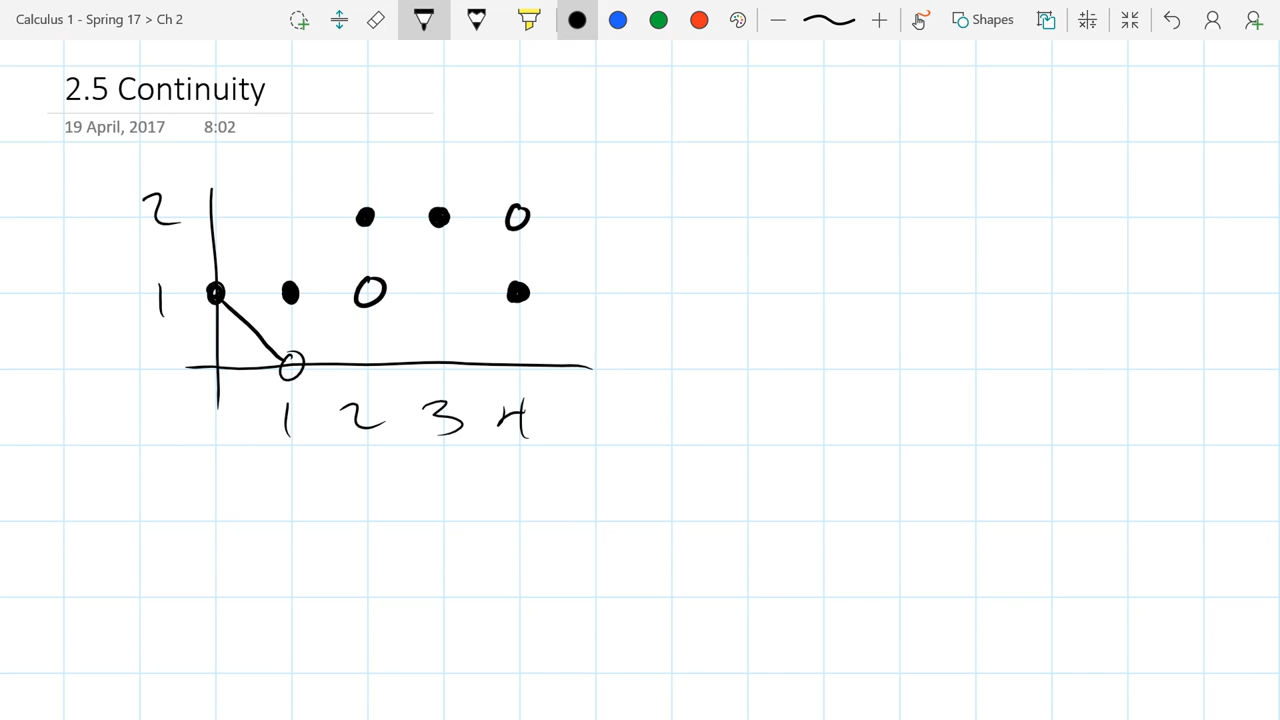 Calculus 1 - Spring 17 > Ch 2
Shapes
2.5 Continuity
19 April, 2017 8:02
2
1
1 2 3 4